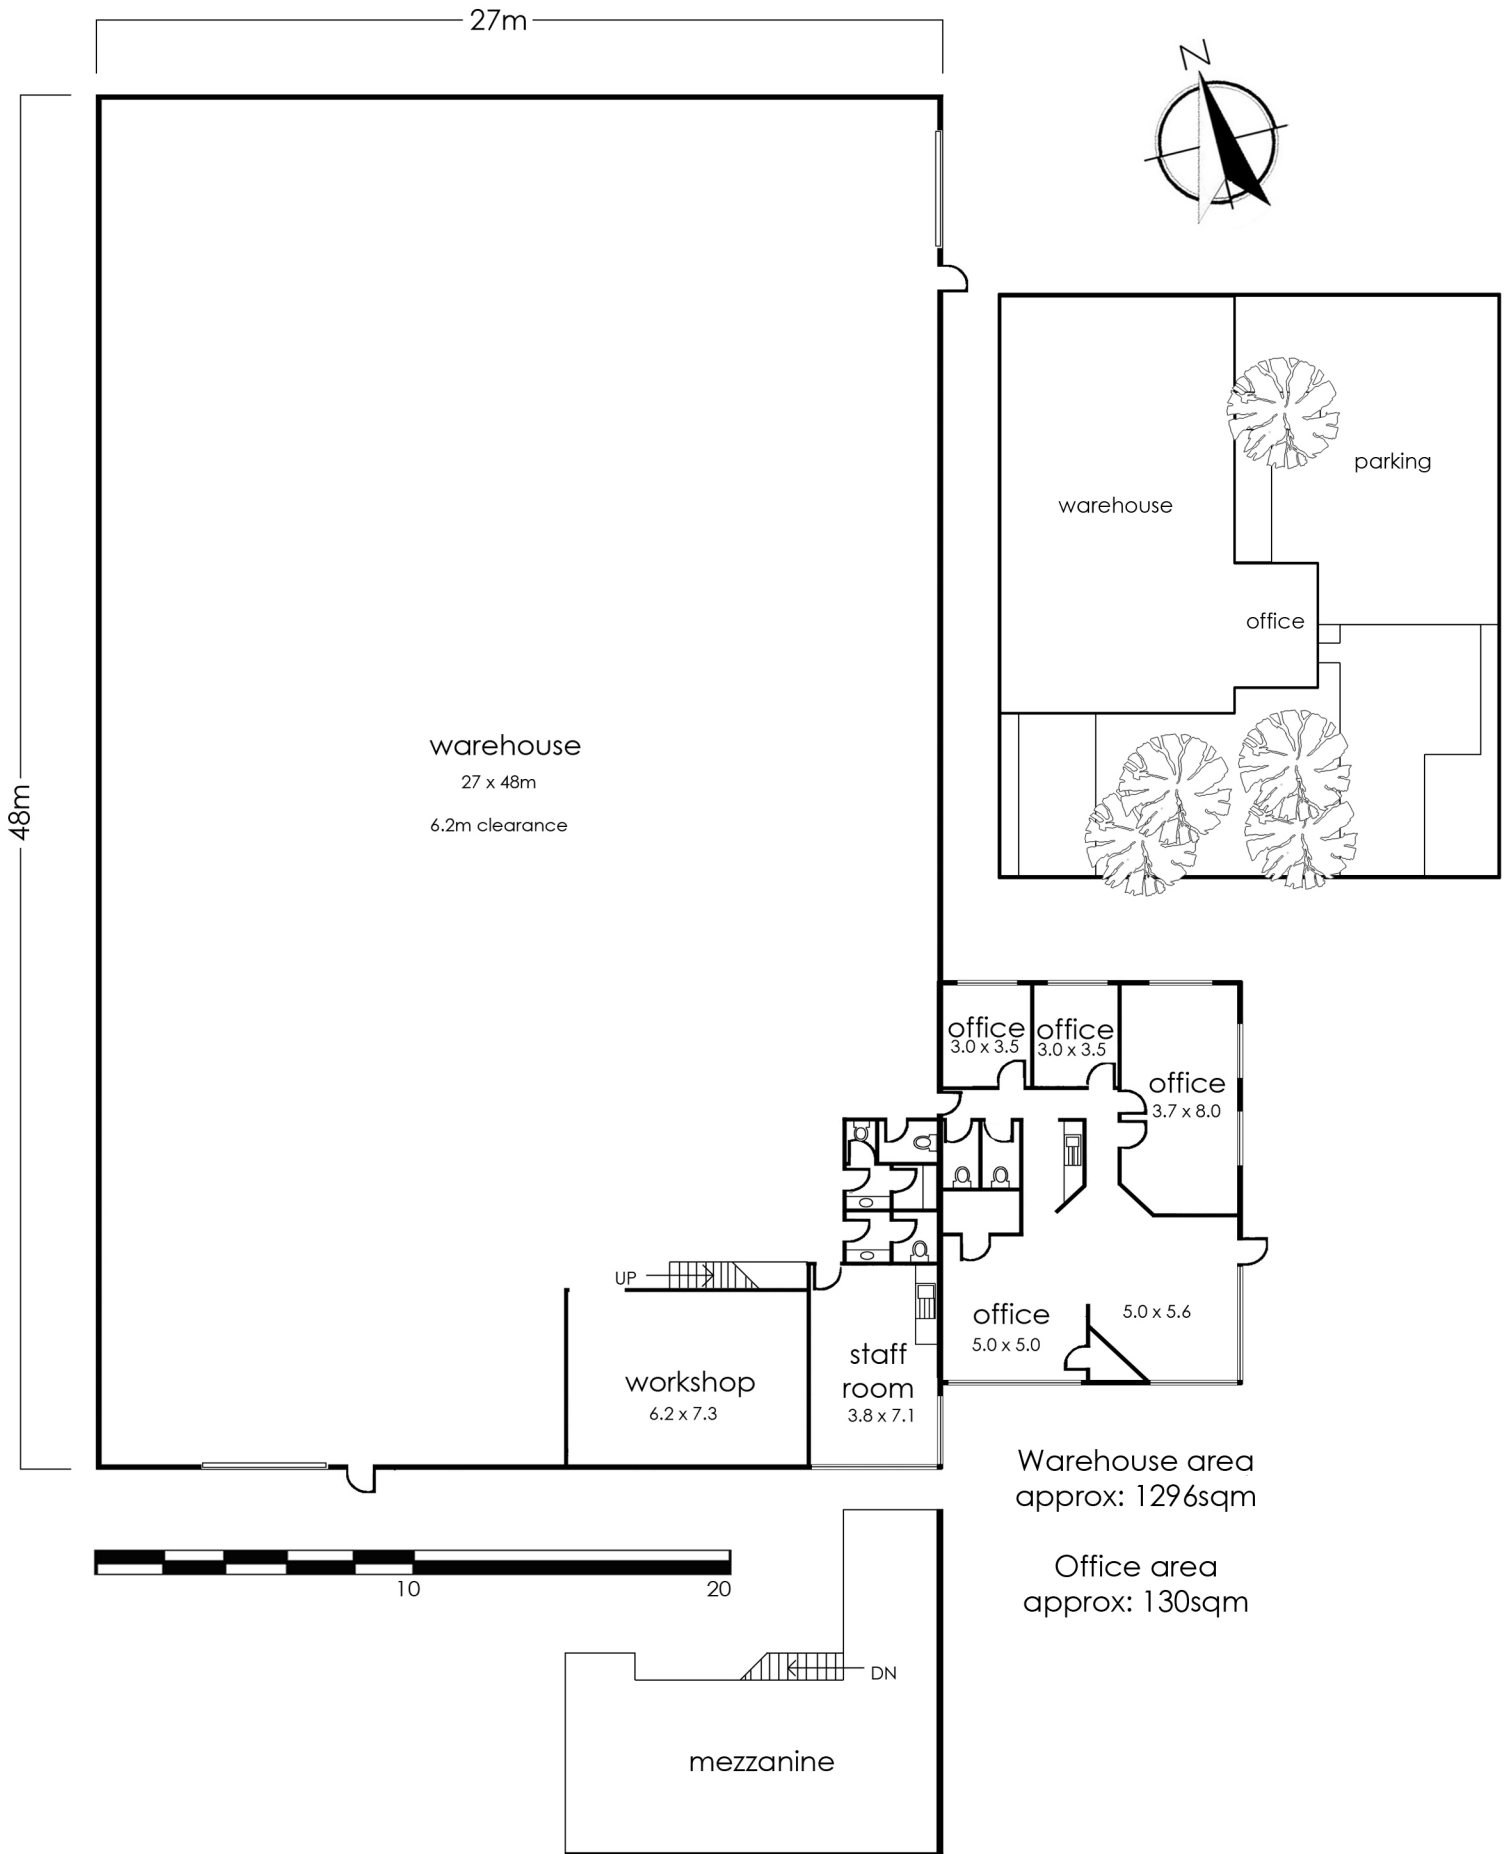 27m
N
48m
warehouse
27 x 48m
6.2m clearance
warehouse
parking
office
office
3.0 x 3.5
office
3.0 x 3.5
office
3.7 x 8.0
UP
office
5.0 x 5.0
5.0 x 5.6
workshop
6.2 x 7.3
staff
room
3.8 x 7.1
Warehouse area
approx: 1296sqm
Office area
approx: 130sqm
10
20
DN
mezzanine